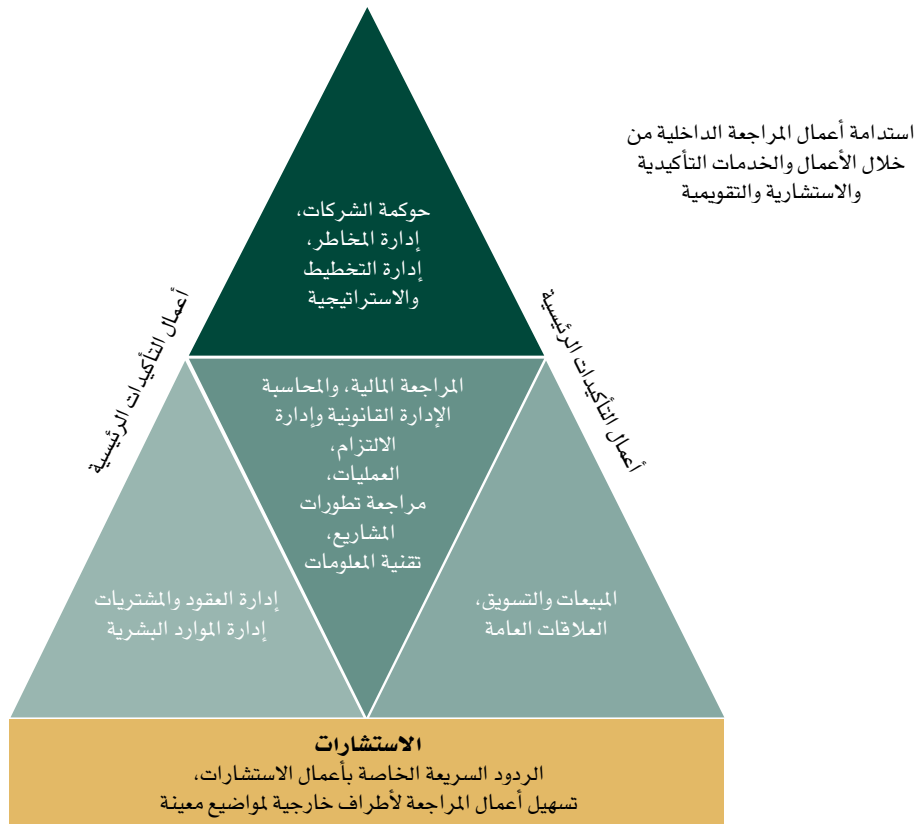 استدامة أعمال المراجعة الداخلية من
خلال الأعمال والخدمات التأكيدية
والاستشارية والتقويمية
حوكمة الشركات،
إدارة المخاطر،
إدارة التخطيط
والاستراتيجية
أعمال التأكيدات الرئيسية
أعمال التأكيدات الرئيسية
المراجعة المالية، والمحاسبة
الإدارة القانونية وإدارة
الالتزام،
العمليات،
مراجعة تطورات
المشاريع،
تقنية المعلومات
المبيعات والتسويق،
العلاقات العامة
إدارة العقود والمشتريات
إدارة الموارد البشرية
الاستشارات
الردود السريعة الخاصة بأعمال الاستشارات،
تسهيل أعمال المراجعة لأطراف خارجية لمواضيع معينة